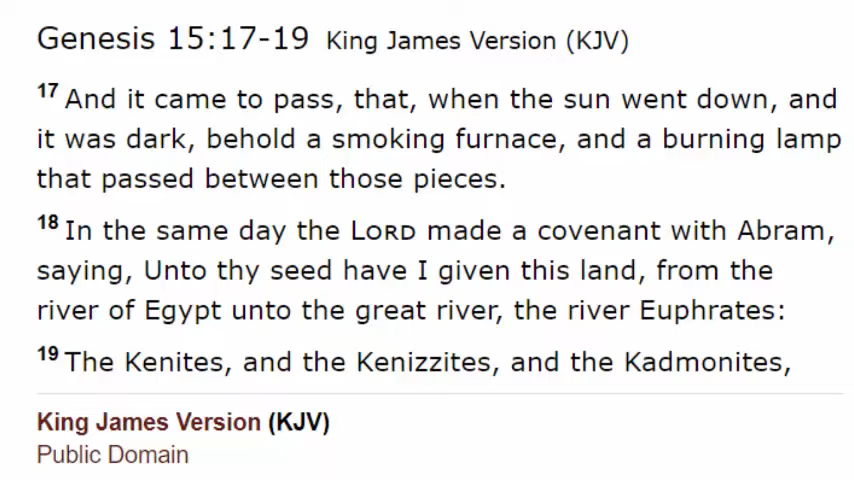 Genesis 15:17-19 King James Version (KJV)
17 And it came to pass, that, when the sun went down, and
it was dark, behold a smoking furnace, and a burning lamp
that passed between those pieces.
18 In the same day the LORD made a covenant with Abram,
saying, Unto thy seed have I given this land, from the
river of Egypt unto the great river, the river Euphrates:
19 The Kenites, and the Kenizzites, and the Kadmonites,
King James Version (KJV)
Public Domain